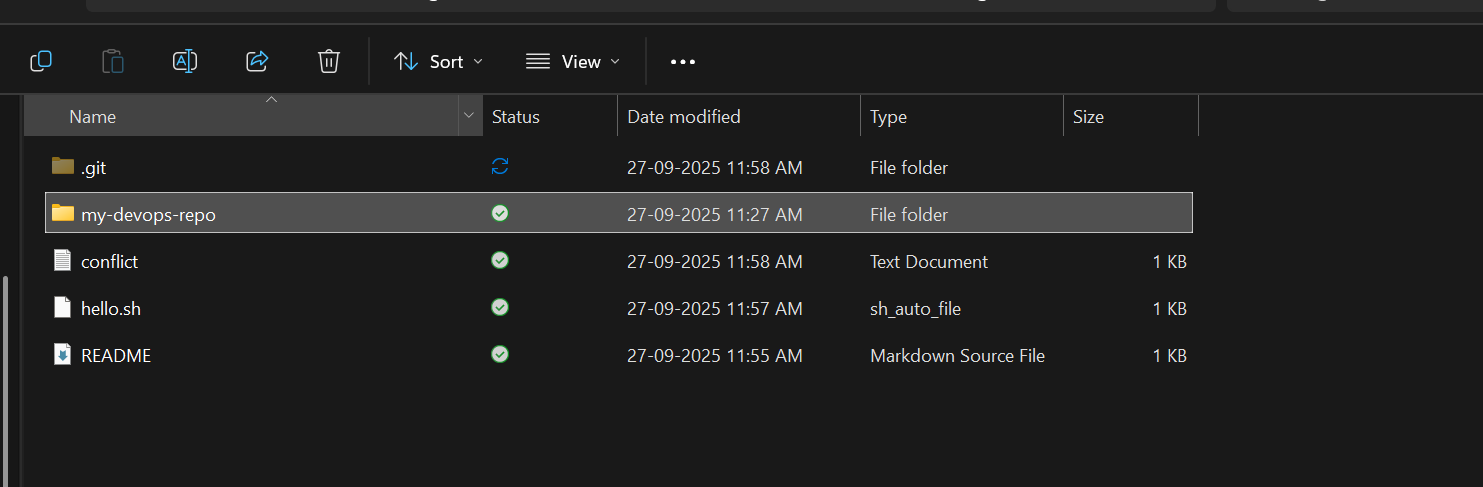 Sort View
Name Status Date modified Type Size
.git 27-09-2025 11:58 AM File folder
my-devops-repo 27-09-2025 11:27 AM File folder
conflict 27-09-2025 11:58 AM Text Document 1 KB
hello.sh 27-09-2025 11:57 AM sh_auto_file 1 KB
README 27-09-2025 11:55 AM Markdown Source File 1 KB